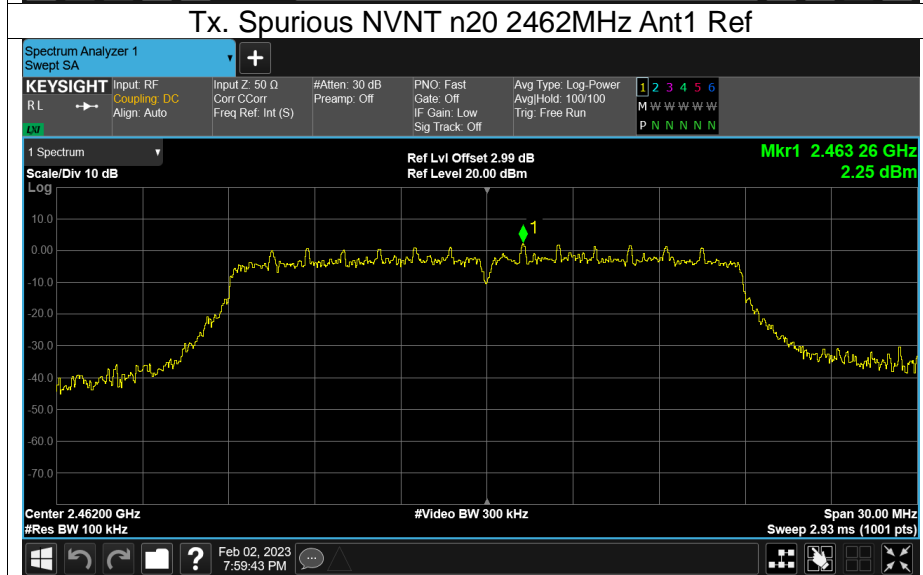 Tx. Spurious NVNT n20 2462MHz Ant1 Ref
Spectrum Analyzer 1
Swept SA
+
KEYSIGHT
R L
LXI
Input: RF
Coupling: DC
Align: Auto
Input Z: 50 Ω
Corr CCorr
Freq Ref: Int (S)
#Atten: 30 dB
Preamp: Off
PNO: Fast
Gate: Off
IF Gain: Low
Sig Track: Off
Avg Type: Log-Power
Avg|Hold: 100/100
Trig: Free Run
1 2 3 4 5 6
M W W W W W
P N N N N N
1 Spectrum
Scale/Div 10 dB
Log
Ref Lvl Offset 2.99 dB
Ref Level 20.00 dBm
Mkr1 2.463 26 GHz
2.25 dBm
10.0
0.00
-10.0
-20.0
-30.0
-40.0
-50.0
-60.0
-70.0
1
Center 2.46200 GHz
#Res BW 100 kHz
#Video BW 300 kHz
Span 30.00 MHz
Sweep 2.93 ms (1001 pts)
?
Feb 02, 2023
7:59:43 PM